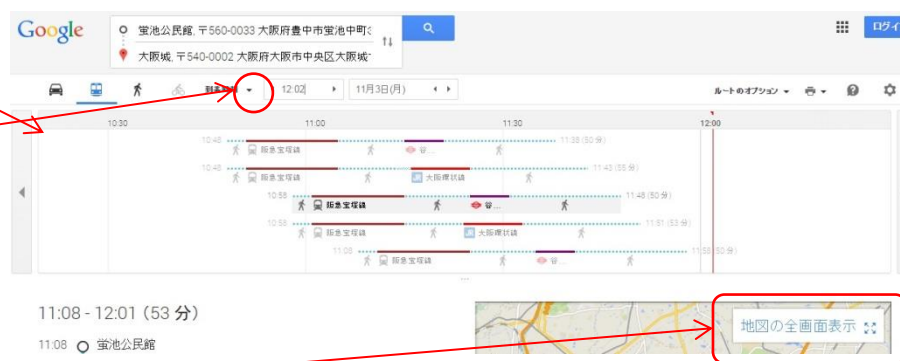 Google
蛍池公民館, 〒560-0033 大阪府豊中市蛍池中町
大阪城, 〒540-0002 大阪府大阪市中央区大阪城
ログイ
12:02
11月3日(月)
ルートのオプション
10:30 11:00 11:30 12:00
10:48 11:39 (50 分)
阪急宝塚線 谷...
10:48 11:43 (55 分)
阪急宝塚線 大阪環状線
10:58 11:48 (50 分)
阪急宝塚線 谷...
10:58 11:51 (53 分)
阪急宝塚線 大阪環状線
11:08 11:58 (50 分)
阪急宝塚線 谷...
11:08 - 12:01 (53 分)
地図の全画面表示
11:08 蛍池公民館